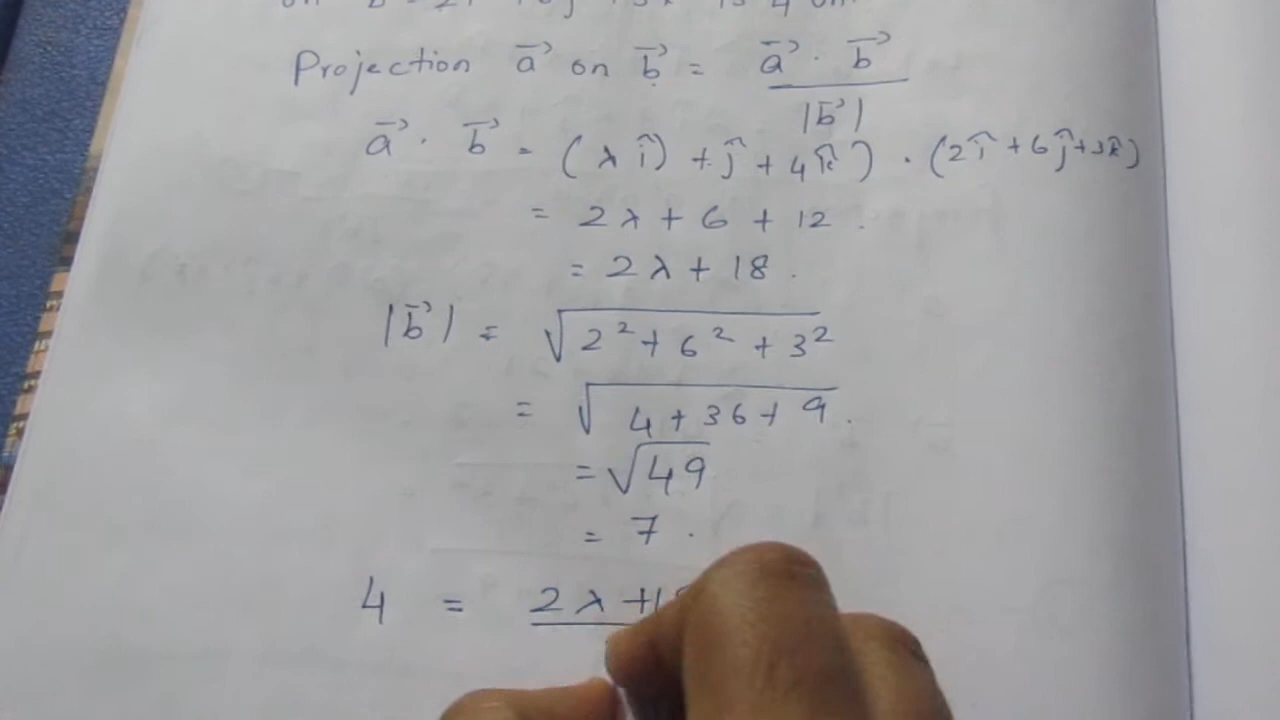 Projection a⃗ on b⃗ = a⃗ · b⃗ / |b⃗|
a⃗ · b⃗ = (λ î) + ĵ + 4k̂) · (2î + 6ĵ + 3k̂)
= 2λ + 6 + 12 .
= 2λ + 18 .
|b⃗| = √2² + 6² + 3²
= √4 + 36 + 9 .
= √49
= 7 .
4 = 2λ +18